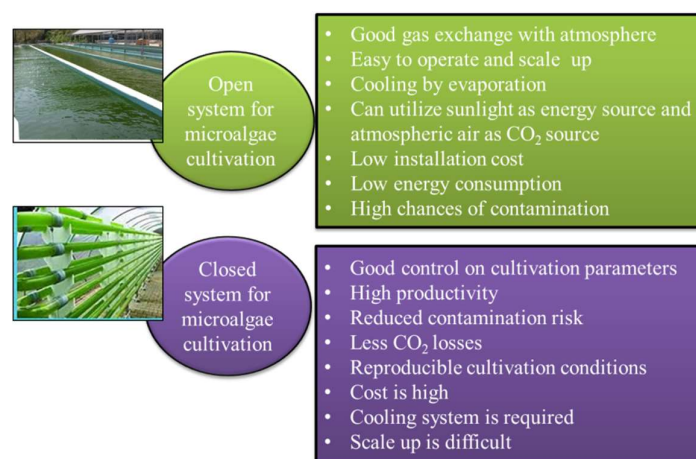 Open
system for
microalgae
cultivation
• Good gas exchange with atmosphere
• Easy to operate and scale up
• Cooling by evaporation
• Can utilize sunlight as energy source and
atmospheric air as CO₂ source
• Low installation cost
• Low energy consumption
• High chances of contamination
Closed
system for
microalgae
cultivation
• Good control on cultivation parameters
• High productivity
• Reduced contamination risk
• Less CO₂ losses
• Reproducible cultivation conditions
• Cost is high
• Cooling system is required
• Scale up is difficult